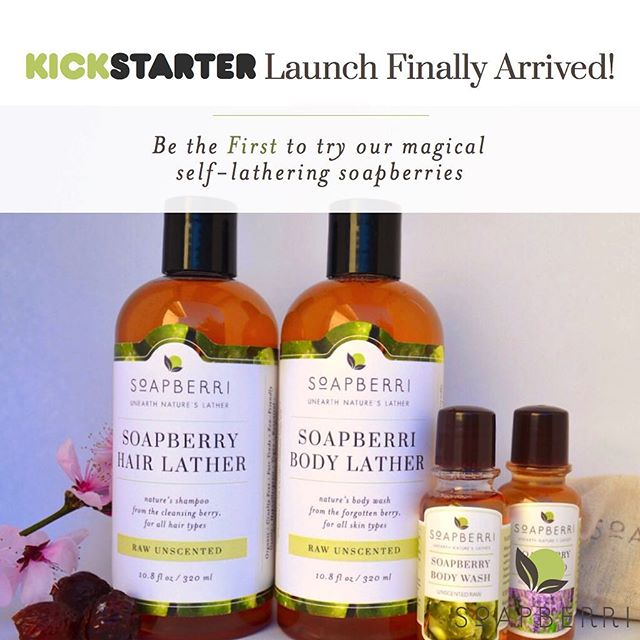 KICKSTARTER Launch Finally Arrived!
Be the First to try our magical
self-lathering soapberries
SOAPBERRI
UNEARTH NATURE'S LATHER
SOAPBERRY
HAIR LATHER
nature's shampoo
from the cleansing berry,
for all hair types
RAW UNSCENTED
10.8 fl oz / 320 ml
SOAPBERRI
UNEARTH NATURE'S LATHER
SOAPBERRI
BODY LATHER
nature's body wash
from the forgotten berry,
for all skin types
RAW UNSCENTED
10.8 fl oz / 320 ml
SOAPBERRI
UNEARTH NATURE'S LATHER
SOAPBERRY
BODY WASH
UNSCENTED RAW
SOAPBERRI
SOAPBERRI